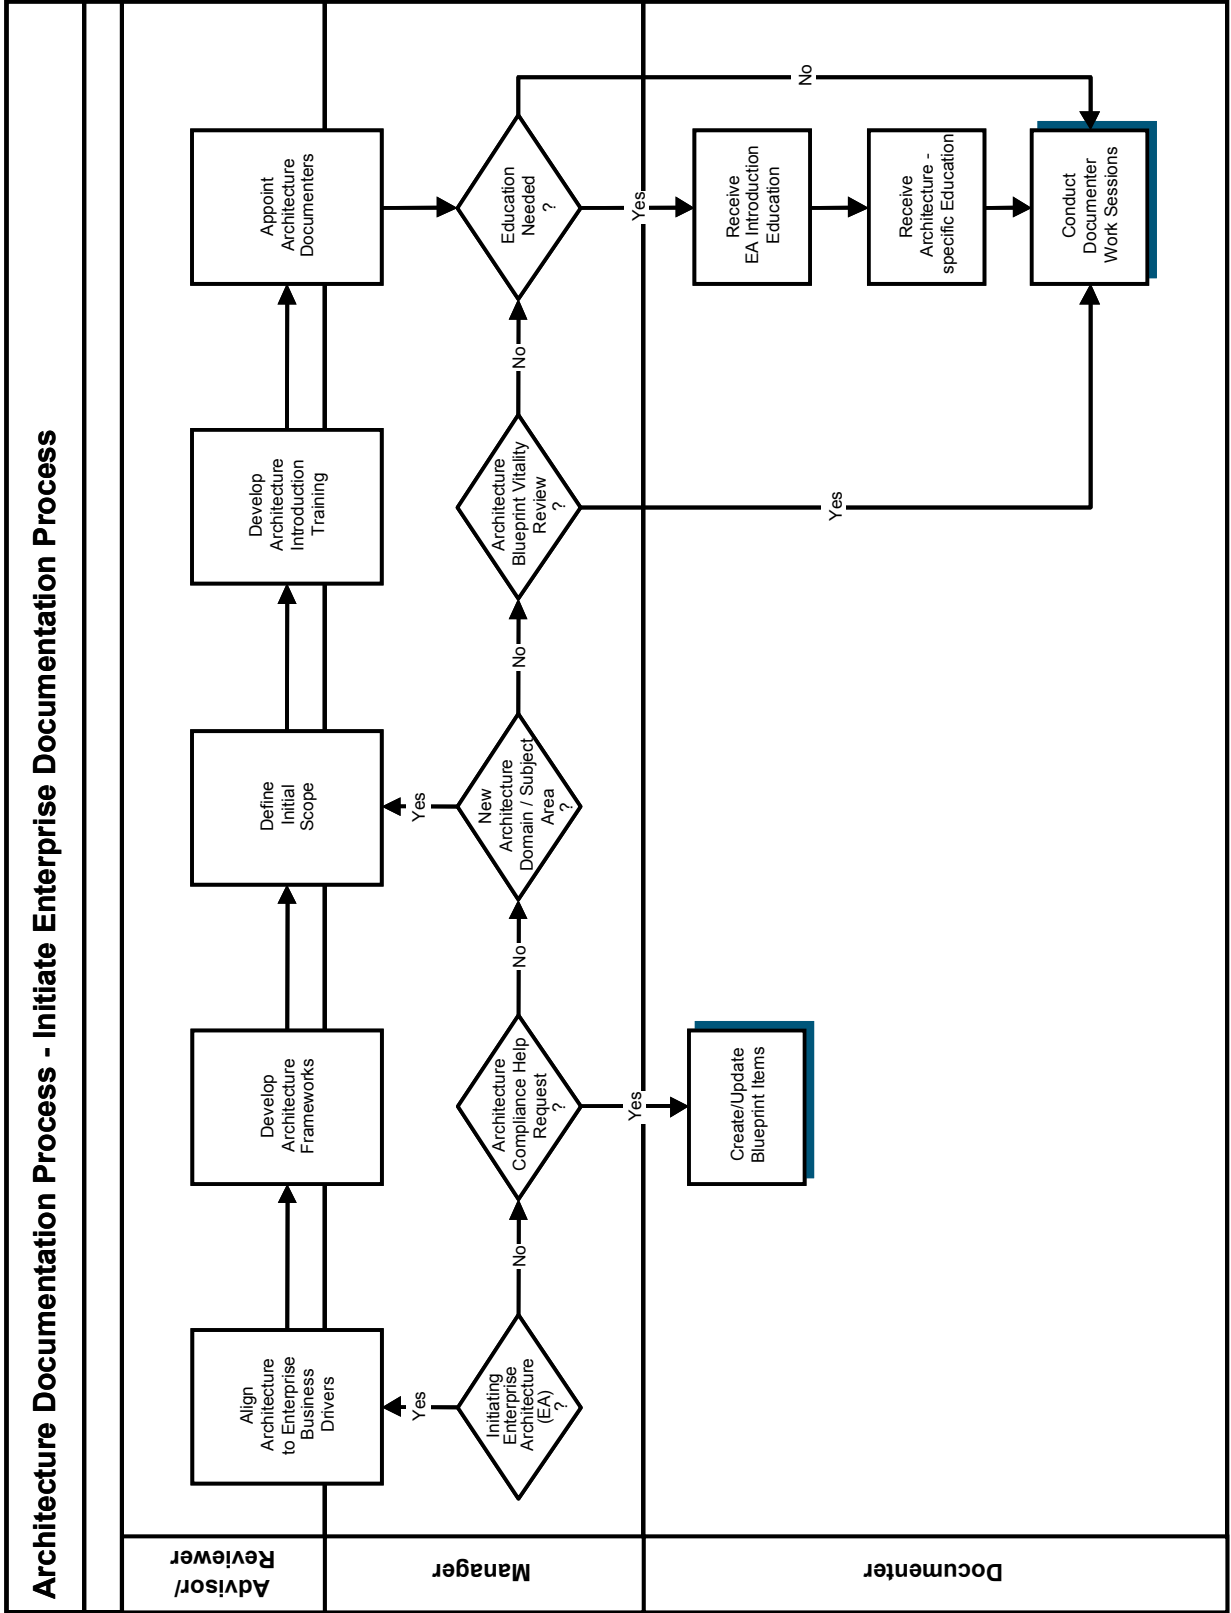 Architecture Documentation Process - Initiate Enterprise Documentation Process
Advisor/
Reviewer
Align
Architecture
to Enterprise
Business
Drivers
Develop
Architecture
Frameworks
Define
Initial
Scope
Develop
Architecture
Introduction
Training
Appoint
Architecture
Documenters
Manager
Yes
Yes
Initiating
Enterprise
Architecture
(EA)
?
No
Architecture
Compliance Help
Request
?
No
New
Architecture
Domain / Subject
Area
?
No
Architecture
Blueprint Vitality
Review
?
No
Education
Needed
?
Yes
Yes
No
Documenter
Create/Update
Blueprint Items
Yes
Receive
EA Introduction
Education
Receive
Architecture -
specific Education
Conduct
Documenter
Work Sessions